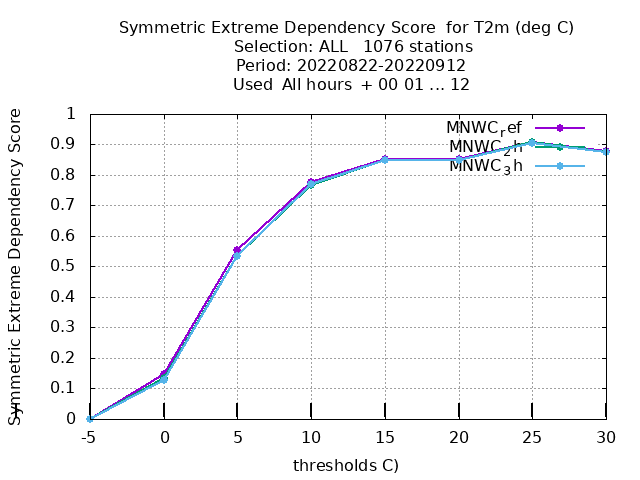 Symmetric Extreme Dependency Score for T2m (deg C)
Selection: ALL 1076 stations
Period: 20220822-20220912
Used All hours + 00 01 ... 12
Symmetric Extreme Dependency Score
1
0.9
0.8
0.7
0.6
0.5
0.4
0.3
0.2
0.1
0
MNWC_ref
MNWC_2h
MNWC_3h
-5 0 5 10 15 20 25 30
thresholds C)